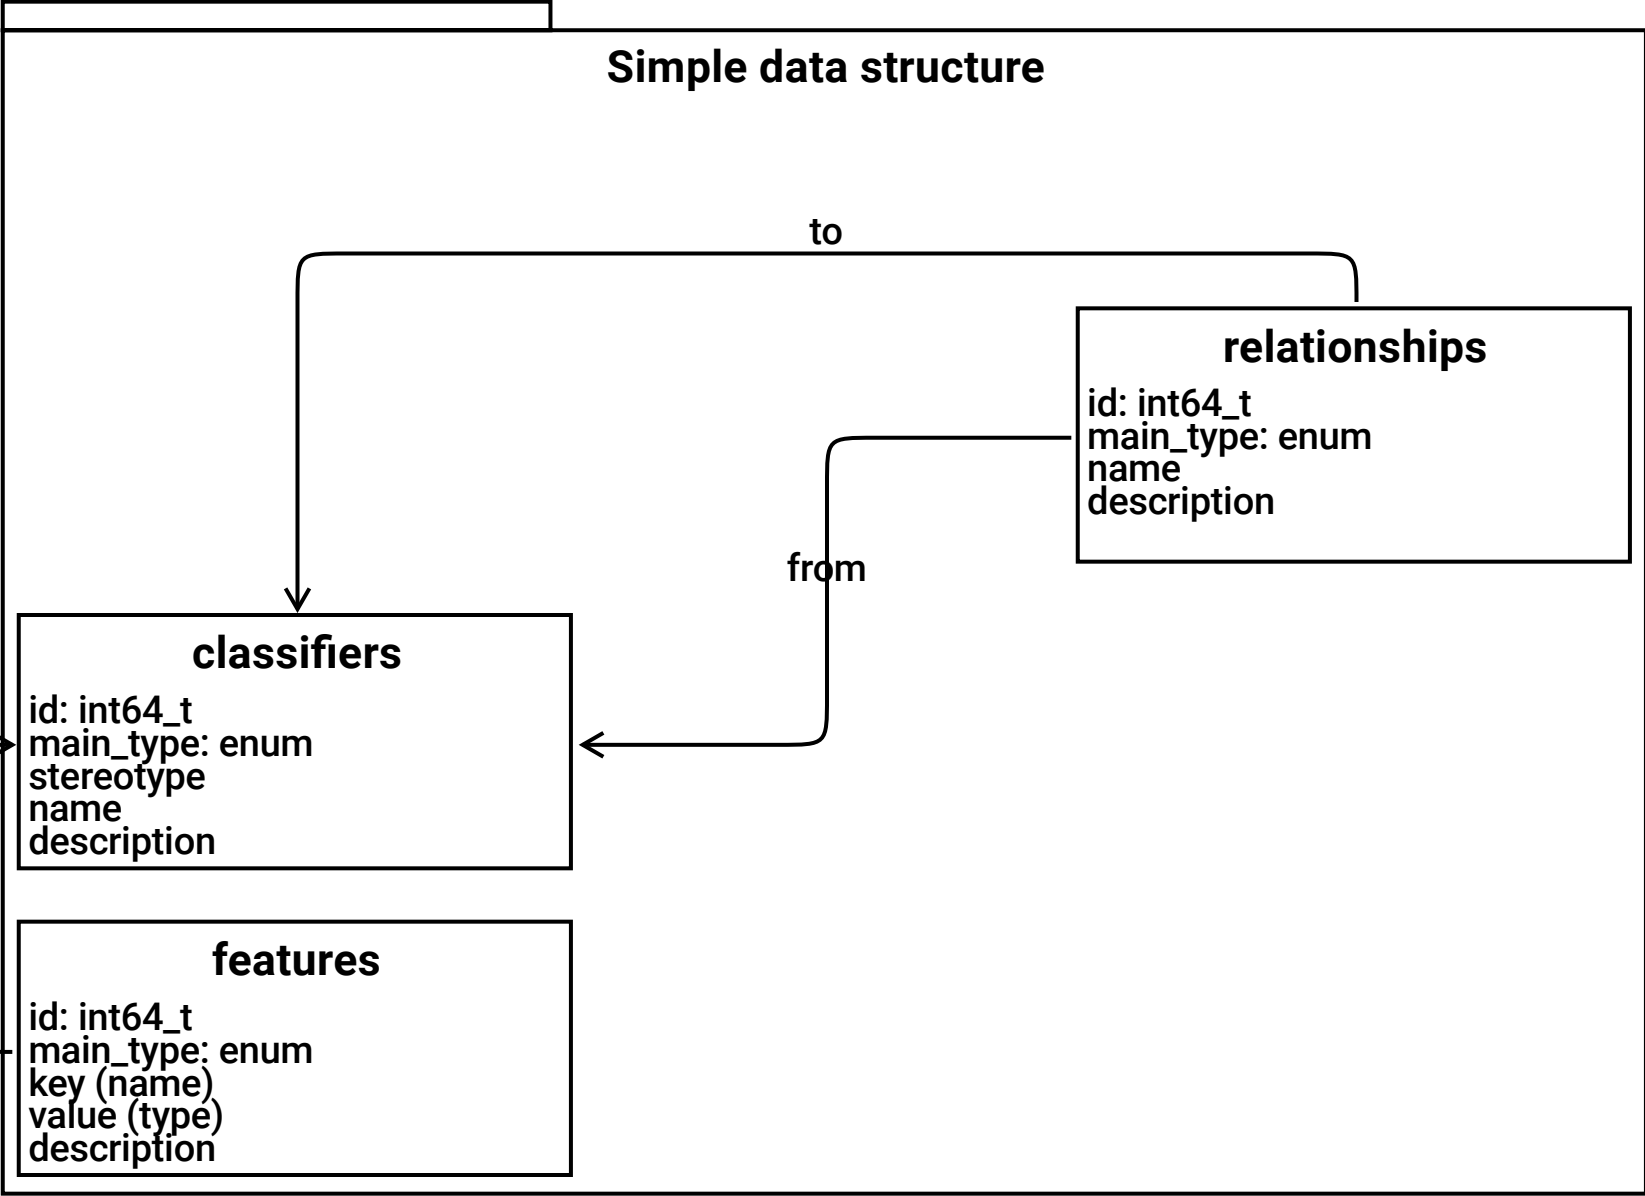 Simple data structure
to
relationships
id: int64_t
main_type: enum
name
description
from
classifiers
id: int64_t
main_type: enum
stereotype
name
description
features
id: int64_t
main_type: enum
key (name)
value (type)
description